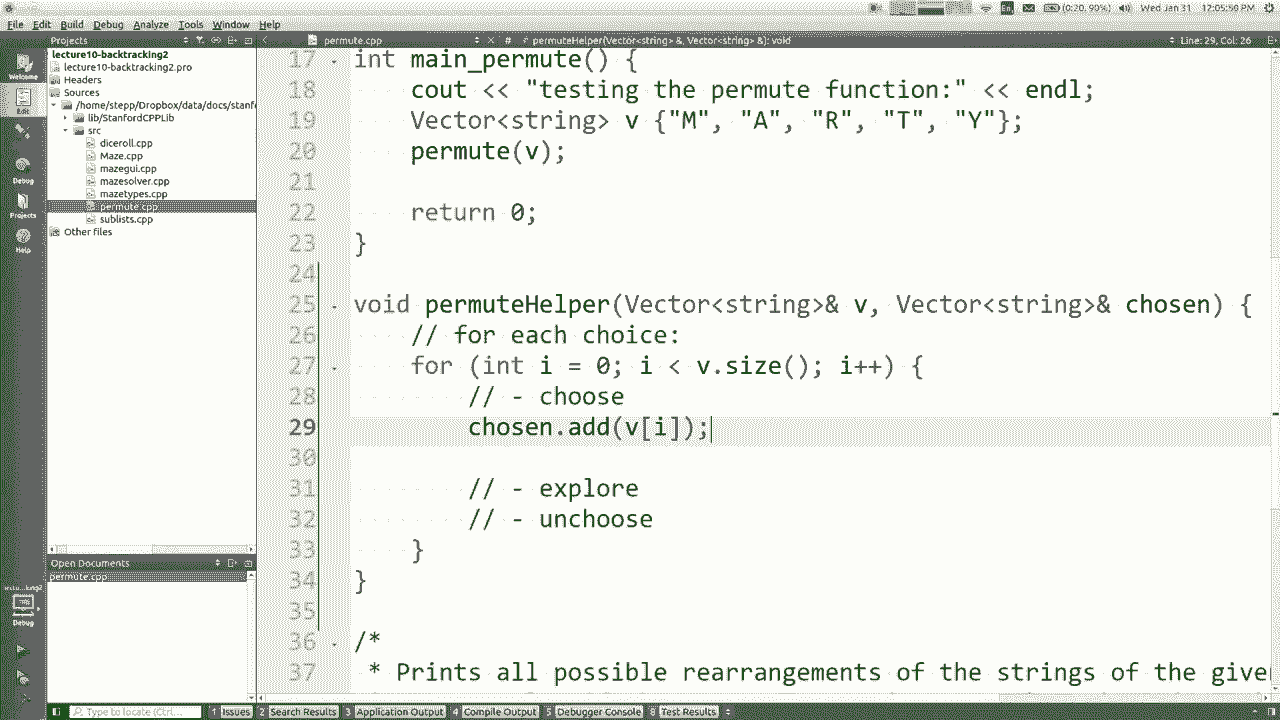 (0:20, 90%) Wed Jan 31 12:05:50 PM
File Edit Build Debug Analyze Tools Window Help
Projects
permute.cpp
# permuteHelper(Vector<string> &, Vector<string> &): void
Line: 29, Col: 26
Welcome
Edit
Debug
Projects
Help
lecture10-backtracking2
lecture10-backtracking2.pro
Headers
Sources
/home/stepp/Dropbox/data/docs/stanf
lib/StanfordCPPLib
src
diceroll.cpp
Maze.cpp
mazegui.cpp
mazesolver.cpp
mazetypes.cpp
permute.cpp
sublists.cpp
Other files
Open Documents
permute.cpp
Debug
17 int main_permute() {
18 cout << "testing the permute function:" << endl;
19 Vector<string> v {"M", "A", "R", "T", "Y"};
20 permute(v);
21
22 return 0;
23 }
24
25 void permuteHelper(Vector<string>& v, Vector<string>& chosen) {
26 // for each choice:
27 for (int i = 0; i < v.size(); i++) {
28 // - choose
29 chosen.add(v[i]);
30
31 // - explore
32 // - unchoose
33 }
34 }
35
36 /*
37 * Prints all possible rearrangements of the strings of the give
Type to locate (Ctrl...
1 Issues 2 Search Results 3 Application Output 4 Compile Output 5 Debugger Console 8 Test Results